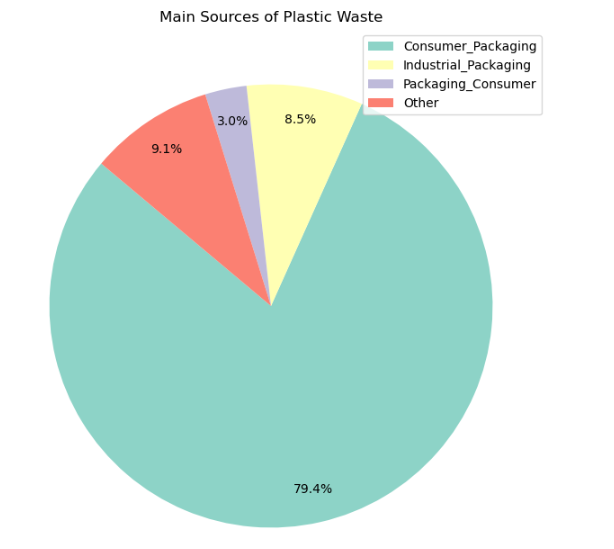 Main Sources of Plastic Waste
Consumer_Packaging
Industrial_Packaging
Packaging_Consumer
Other
8.5%
3.0%
9.1%
79.4%